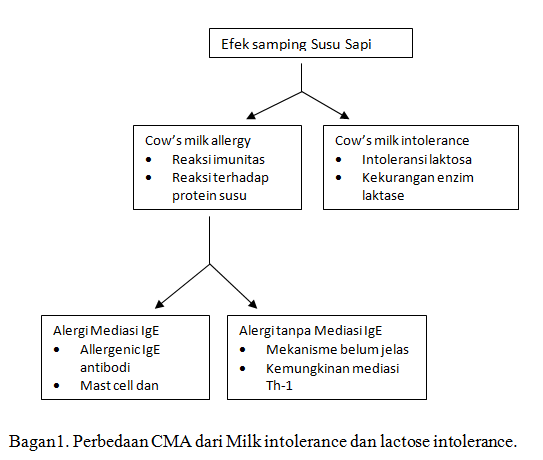 Efek samping Susu Sapi
Cow's milk allergy
• Reaksi imunitas
• Reaksi terhadap
protein susu
Cow's milk intolerance
• Intoleransi laktosa
• Kekurangan enzim
laktase
Alergi Mediasi IgE
• Allergenic IgE
antibodi
• Mast cell dan
Alergi tanpa Mediasi IgE
• Mekanisme belum jelas
• Kemungkinan mediasi
Th-1
Bagan1. Perbedaan CMA dari Milk intolerance dan lactose intolerance.